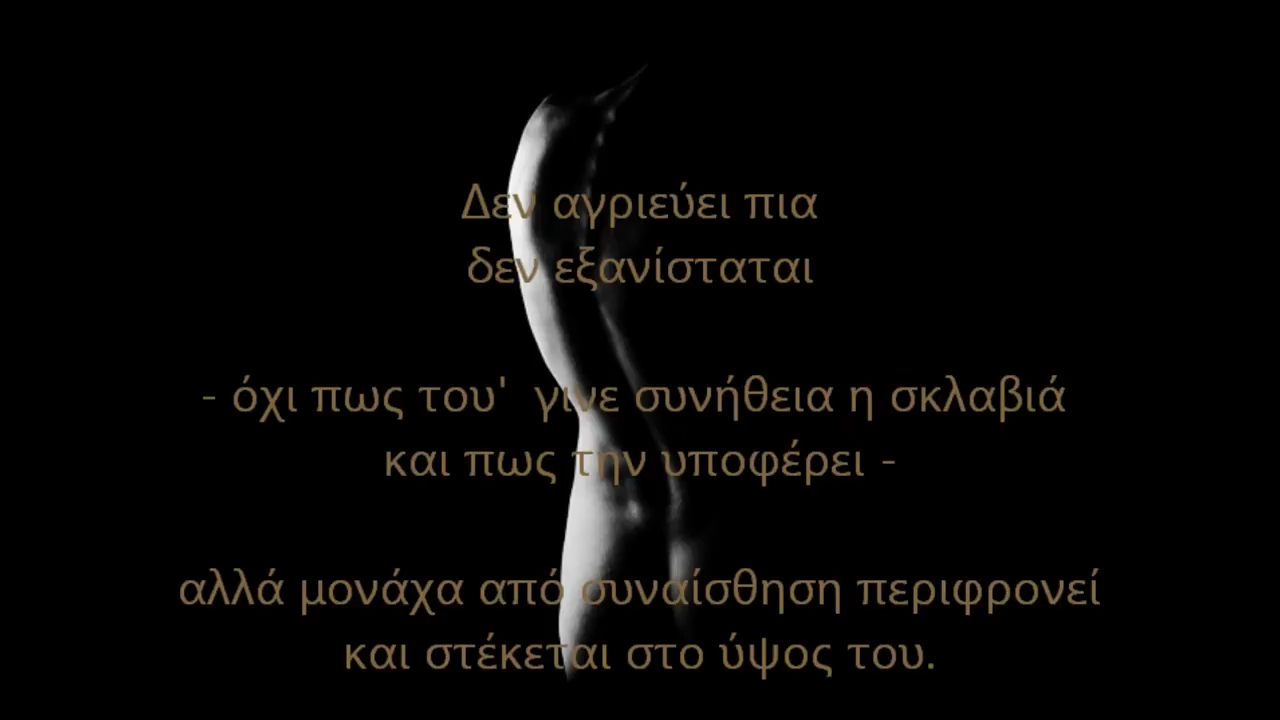 Δεν αγριεύει πια
δεν εξανίσταται
- όχι πως του'  γινε συνήθεια η σκλαβιά
και πως την υποφέρει -
αλλά μονάχα από συναίσθηση περιφρονεί
και στέκεται στο ύψος του.